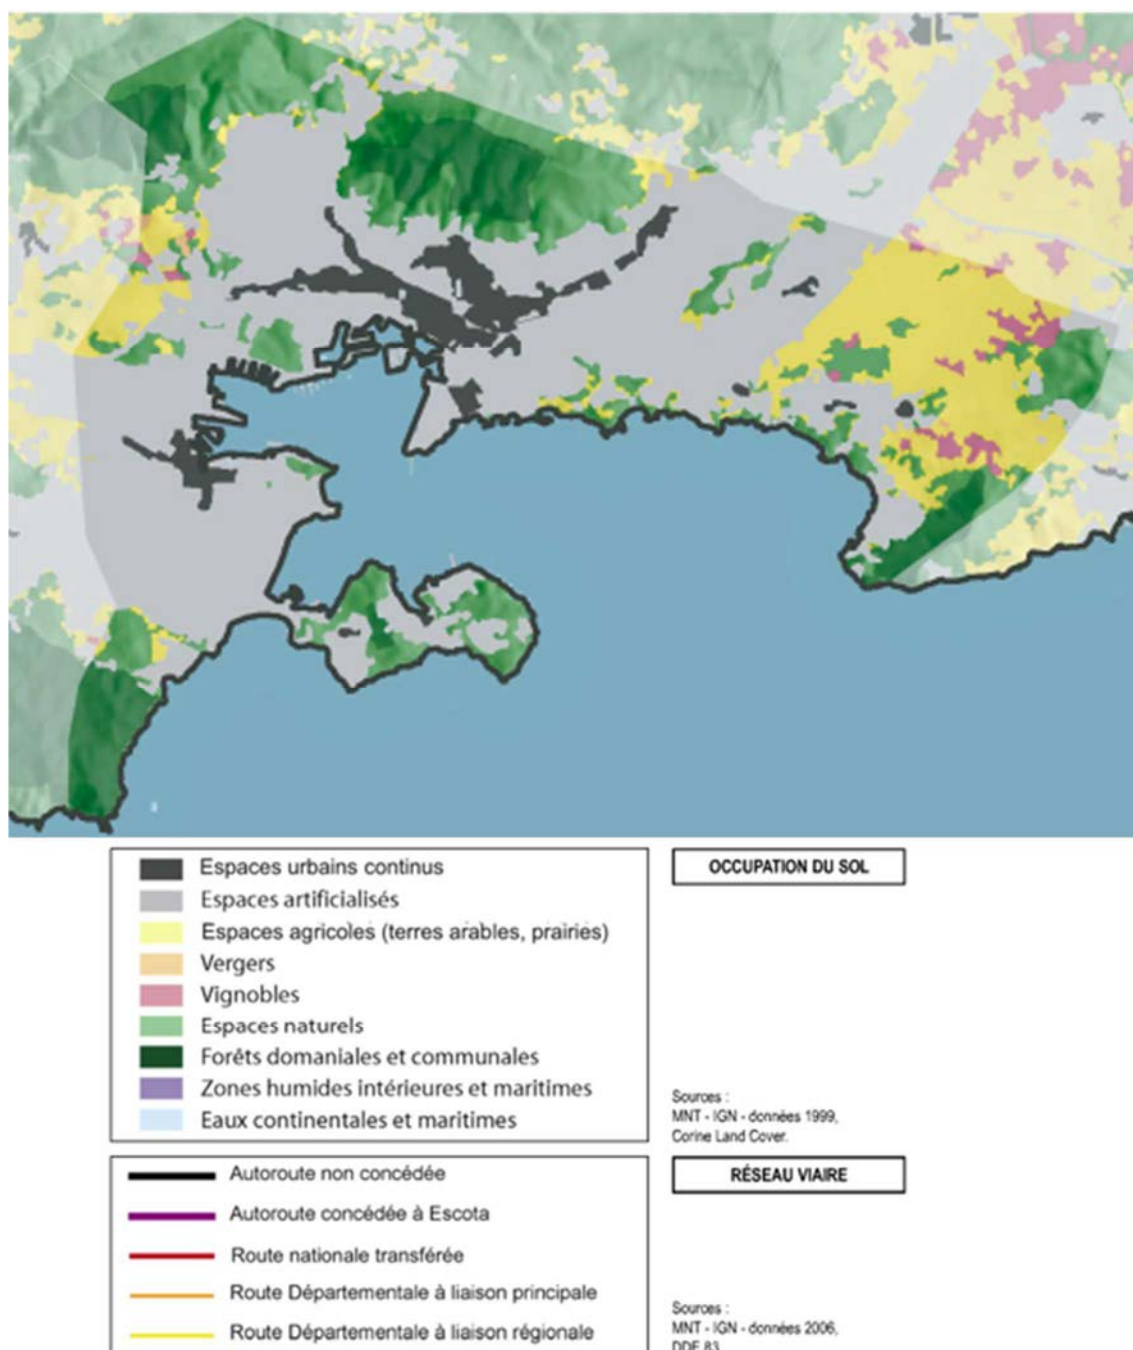 Espaces urbains continus
Espaces artificialisés
Espaces agricoles (terres arables, prairies)
Vergers
Vignobles
Espaces naturels
Forêts domaniales et communales
Zones humides intérieures et maritimes
Eaux continentales et maritimes
OCCUPATION DU SOL
Sources :
MNT - IGN - données 1999,
Corine Land Cover.
Autoroute non concédée
Autoroute concédée à Escota
Route nationale transférée
Route Départementale à liaison principale
Route Départementale à liaison régionale
RÉSEAU VIAIRE
Sources :
MNT - IGN - données 2006,
DDE 83